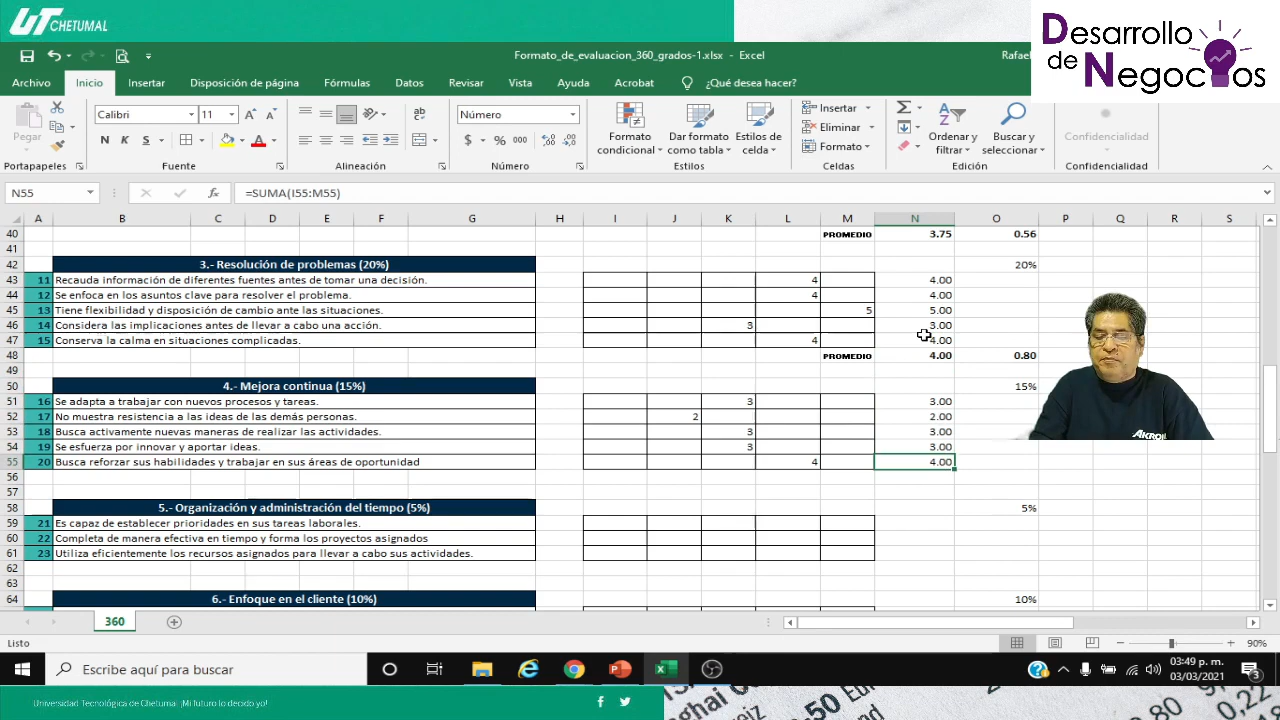 UT CHETUMAL
Desarrollo
de Negocios
Formato_de_evaluacion_360_grados-1.xlsx - Excel
Rafae
Archivo Inicio Insertar Disposición de página Fórmulas Datos Revisar Vista Ayuda Acrobat ¿Qué desea hacer?
Pegar
Calibri 11
N K S
ab
Número
$ % 000
Formato condicional
Dar formato como tabla
Estilos de celda
Insertar
Eliminar
Formato
Ordenar y filtrar
Buscar y seleccionar
Confidencialidad
Portapapeles Fuente Alineación Número Estilos Celdas Edición Confidencialidad
N55 fx =SUMA(I55:M55)
A B C D E F G H I J K L M N O P Q R S
40 PROMEDIO 3.75 0.56
41
42 3.- Resolución de problemas (20%) 20%
43 11 Recauda información de diferentes fuentes antes de tomar una decisión. 4 4.00
44 12 Se enfoca en los asuntos clave para resolver el problema. 4 4.00
45 13 Tiene flexibilidad y disposición de cambio ante las situaciones. 5 5.00
46 14 Considera las implicaciones antes de llevar a cabo una acción. 3 3.00
47 15 Conserva la calma en situaciones complicadas. 4 4.00
48 PROMEDIO 4.00 0.80
49
50 4.- Mejora continua (15%) 15%
51 16 Se adapta a trabajar con nuevos procesos y tareas. 3 3.00
52 17 No muestra resistencia a las ideas de las demás personas. 2 2.00
53 18 Busca activamente nuevas maneras de realizar las actividades. 3 3.00
54 19 Se esfuerza por innovar y aportar ideas. 3 3.00
55 20 Busca reforzar sus habilidades y trabajar en sus áreas de oportunidad 4 4.00
56
57
58 5.- Organización y administración del tiempo (5%) 5%
59 21 Es capaz de establecer prioridades en sus tareas laborales.
60 22 Completa de manera efectiva en tiempo y forma los proyectos asignados
61 23 Utiliza eficientemente los recursos asignados para llevar a cabo sus actividades.
62
63
64 6.- Enfoque en el cliente (10%) 10%
AKRON
360
Listo
90%
Escribe aquí para buscar
03:49 p. m.
03/03/2021
3
Universidad Tecnológica de Chetumal ¡Mi futuro lo decido yo!